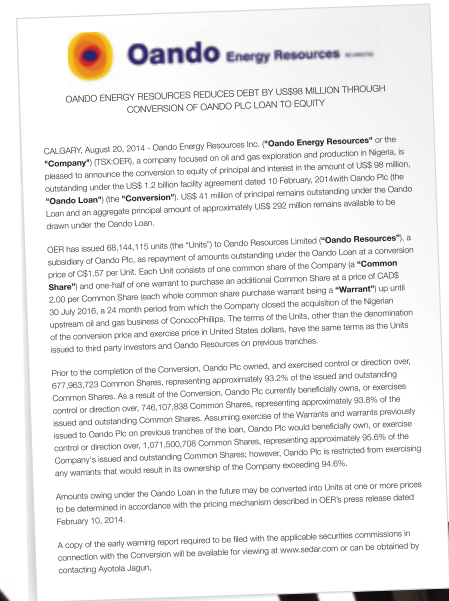 Oando Energy Resources
OANDO ENERGY RESOURCES REDUCES DEBT BY US$98 MILLION THROUGH
CONVERSION OF OANDO PLC LOAN TO EQUITY
CALGARY, August 20, 2014 - Oando Energy Resources Inc. ("Oando Energy Resources" or the
"Company") (TSX:OER), a company focused on oil and gas exploration and production in Nigeria, is
pleased to announce the conversion to equity of principal and interest in the amount of US$ 98 million,
outstanding under the US$ 1.2 billion facility agreement dated 10 February, 2014with Oando Plc (the
"Oando Loan") (the "Conversion"). US$ 41 million of principal remains outstanding under the Oando
Loan and an aggregate principal amount of approximately US$ 292 million remains available to be
drawn under the Oando Loan.
OER has issued 68,144,115 units (the "Units") to Oando Resources Limited ("Oando Resources"), a
subsidiary of Oando Plc, as repayment of amounts outstanding under the Oando Loan at a conversion
price of C$1.57 per Unit. Each Unit consists of one common share of the Company (a "Common
Share") and one-half of one warrant to purchase an additional Common Share at a price of CAD$
2.00 per Common Share (each whole common share purchase warrant being a "Warrant") up until
30 July 2016, a 24 month period from which the Company closed the acquisition of the Nigerian
upstream oil and gas business of ConocoPhillips. The terms of the Units, other than the denomination
of the conversion price and exercise price in United States dollars, have the same terms as the Units
issued to third party investors and Oando Resources on previous tranches.
Prior to the completion of the Conversion, Oando Plc owned, and exercised control or direction over,
677,963,723 Common Shares, representing approximately 93.2% of the issued and outstanding
Common Shares. As a result of the Conversion, Oando Plc currently beneficially owns, or exercises
control or direction over, 746,107,838 Common Shares, representing approximately 93.8% of the
issued and outstanding Common Shares. Assuming exercise of the Warrants and warrants previously
issued to Oando Plc on previous tranches of the loan, Oando Plc would beneficially own, or exercise
control or direction over, 1,071,500,708 Common Shares, representing approximately 95.6% of the
Company's issued and outstanding Common Shares; however, Oando Plc is restricted from exercising
any warrants that would result in its ownership of the Company exceeding 94.6%.
Amounts owing under the Oando Loan in the future may be converted into Units at one or more prices
to be determined in accordance with the pricing mechanism described in OER's press release dated
February 10, 2014.
A copy of the early warning report required to be filed with the applicable securities commissions in
connection with the Conversion will be available for viewing at www.sedar.com or can be obtained by
contacting Ayotola Jagun,